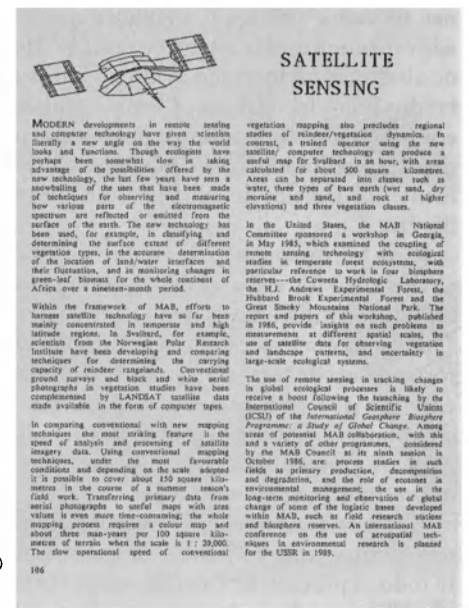 SATELLITE
SENSING
MODERN developments in remote sensing
and computer technology have given scientists
literally a new angle on the way the world
looks and functions. Though ecologists have
perhaps been somewhat slow in taking
advantage of the possibilities offered by the
new technology, the last few years have seen a
snowballing of the uses that have been made
of techniques for observing and measuring
how various parts of the electromagnetic
spectrum are reflected or emitted from the
surface of the earth. The new technology has
been used, for example, in classifying and
determining the surface extent of different
vegetation types, in the accurate determination
of the location of land/water interfaces and
their fluctuation, and in monitoring changes in
green-leaf biomass for the whole continent of
Africa over a nineteen-month period.
Within the framework of MAB, efforts to
harness satellite technology have so far been
mainly concentrated in temperate and high
latitude regions. In Svalbard, for example,
scientists from the Norwegian Polar Research
Institute have been developing and comparing
techniques for determining the carrying
capacity of reindeer rangelands. Conventional
ground surveys and black and white aerial
photographs in vegetation studies have been
complemented by LANDSAT satellite data
made available in the form of computer tapes.
In comparing conventional with new mapping
techniques the most striking feature is the
speed of analysis and processing of satellite
imagery data. Using conventional mapping
techniques, under the most favourable
conditions and depending on the scale adopted
it is possible to cover about 150 square kilo-
metres in the course of a summer season's
field work. Transferring primary data from
aerial photographs to useful maps with area
values is even more time-consuming; the whole
mapping process requires a colour map and
about three man-years per 100 square kilo-
metres of terrain when the scale is 1 : 20,000.
The slow operational speed of conventional
vegetation mapping also precludes regional
studies of reindeer/vegetation dynamics. In
contrast, a trained operator using the new
satellite/ computer technology can produce a
useful map for Svalbard in an hour, with areas
calculated for about 500 square kilometres.
Areas can be separated into classes such as
water, three types of bare earth (wet sand, dry
moraine and sand, and rock at higher
elevations) and three vegetation classes.
In the United States, the MAB National
Committee sponsored a workshop in Georgia,
in May 1985, which examined the coupling of
remote sensing technology with ecological
studies in temperate forest ecosystems, with
particular reference to work in four biosphere
reserves—the Coweeta Hydrologic Laboratory,
the H.J. Andrews Experimental Forest, the
Hubbard Brook Experimental Forest and the
Great Smoky Mountains National Park. The
report and papers of this workshop, published
in 1986, provide insights on such problems as
measurements at different spatial scales, the
use of satellite data for observing vegetation
and landscape patterns, and uncertainty in
large-scale ecological systems.
The use of remote sensing in tracking changes
in global ecological processes is likely to
receive a boost following the launching by the
International Council of Scientific Unions
(ICSU) of the International Geosphere Biosphere
Programme: a Study of Global Change. Among
areas of potential MAB collaboration, with this
and a variety of other programmes, considered
by the MAB Council at its ninth session in
October 1986, are: process studies in such
fields as primary production, decomposition
and degradation, and the role of ecotones in
environmental management; the use in the
long-term monitoring and observation of global
change of some of the logistic bases developed
within MAB, such as field research stations
and biosphere reserves. An international MAB
conference on the use of aerospatial tech-
niques in environmental research is planned
for the USSR in 1989.
106